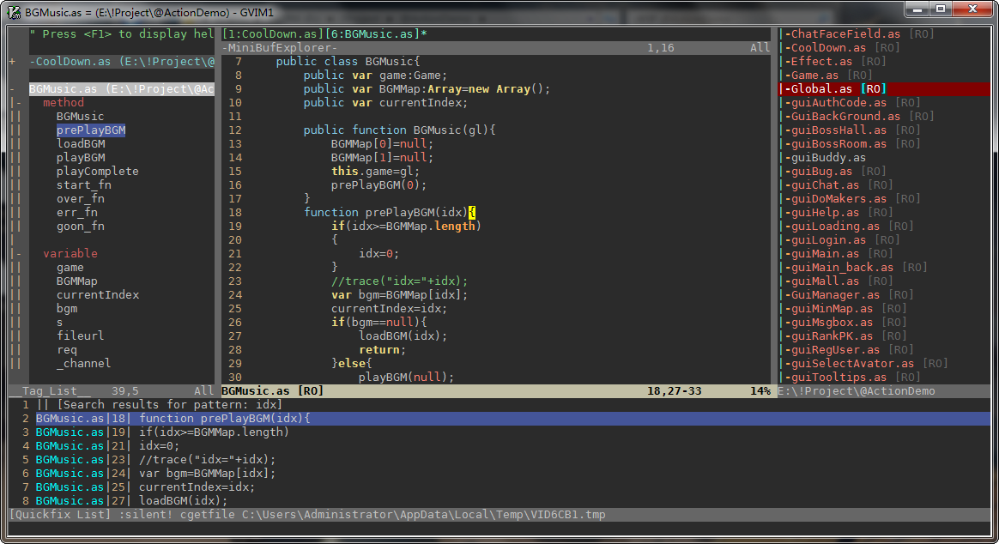 BGMusic.as = (E:\!Project\@ActionDemo) - GVIM1
" Press <F1> to display hel
+ -CoolDown.as (E:\!Project\@
- BGMusic.as (E:\!Project\@Ac
|- method
|| BGMusic
|| prePlayBGM
|| loadBGM
|| playBGM
|| playComplete
|| start_fn
|| over_fn
|| err_fn
|| goon_fn
|
|- variable
|| game
|| BGMMap
|| currentIndex
|| bgm
|| s
|| fileurl
|| req
|| _channel
__Tag_List__ 39,5 All
[1:CoolDown.as][6:BGMusic.as]*
-MiniBufExplorer- 1,16 All
7 public class BGMusic{
8 public var game:Game;
9 public var BGMMap:Array=new Array();
10 public var currentIndex;
11
12 public function BGMusic(gl){
13 BGMMap[0]=null;
14 BGMMap[1]=null;
15 this.game=gl;
16 prePlayBGM(0);
17 }
18 function prePlayBGM(idx){
19 if(idx>=BGMMap.length)
20 {
21 idx=0;
22 }
23 //trace("idx="+idx);
24 var bgm=BGMMap[idx];
25 currentIndex=idx;
26 if(bgm==null){
27 loadBGM(idx);
28 return;
29 }else{
30 playBGM(null);
BGMusic.as [RO] 18,27-33 14%
|-ChatFaceField.as [RO]
|-CoolDown.as [RO]
|-Effect.as [RO]
|-Game.as [RO]
|-Global.as [RO]
|-guiAuthCode.as [RO]
|-GuiBackGround.as [RO]
|-guiBossHall.as [RO]
|-guiBossRoom.as [RO]
|-guiBuddy.as
|-guiBug.as [RO]
|-guiChat.as [RO]
|-guiDoMakers.as [RO]
|-guiHelp.as [RO]
|-guiLoading.as [RO]
|-guiLogin.as [RO]
|-guiMain.as [RO]
|-guiMain_back.as [RO]
|-guiMall.as [RO]
|-GuiManager.as [RO]
|-guiMinMap.as [RO]
|-guiMsgbox.as [RO]
|-guiRankPK.as [RO]
|-guiRegUser.as [RO]
|-guiSelectAvator.as [RO]
|-guiTooltips.as [RO]
E:\!Project\@ActionDemo
1 || [Search results for pattern: idx]
2 BGMusic.as|18| function prePlayBGM(idx){
3 BGMusic.as|19| if(idx>=BGMMap.length)
4 BGMusic.as|21| idx=0;
5 BGMusic.as|23| //trace("idx="+idx);
6 BGMusic.as|24| var bgm=BGMMap[idx];
7 BGMusic.as|25| currentIndex=idx;
8 BGMusic.as|27| loadBGM(idx);
[Quickfix List] :silent! cgetfile C:\Users\Administrator\AppData\Local\Temp\VID6CB1.tmp